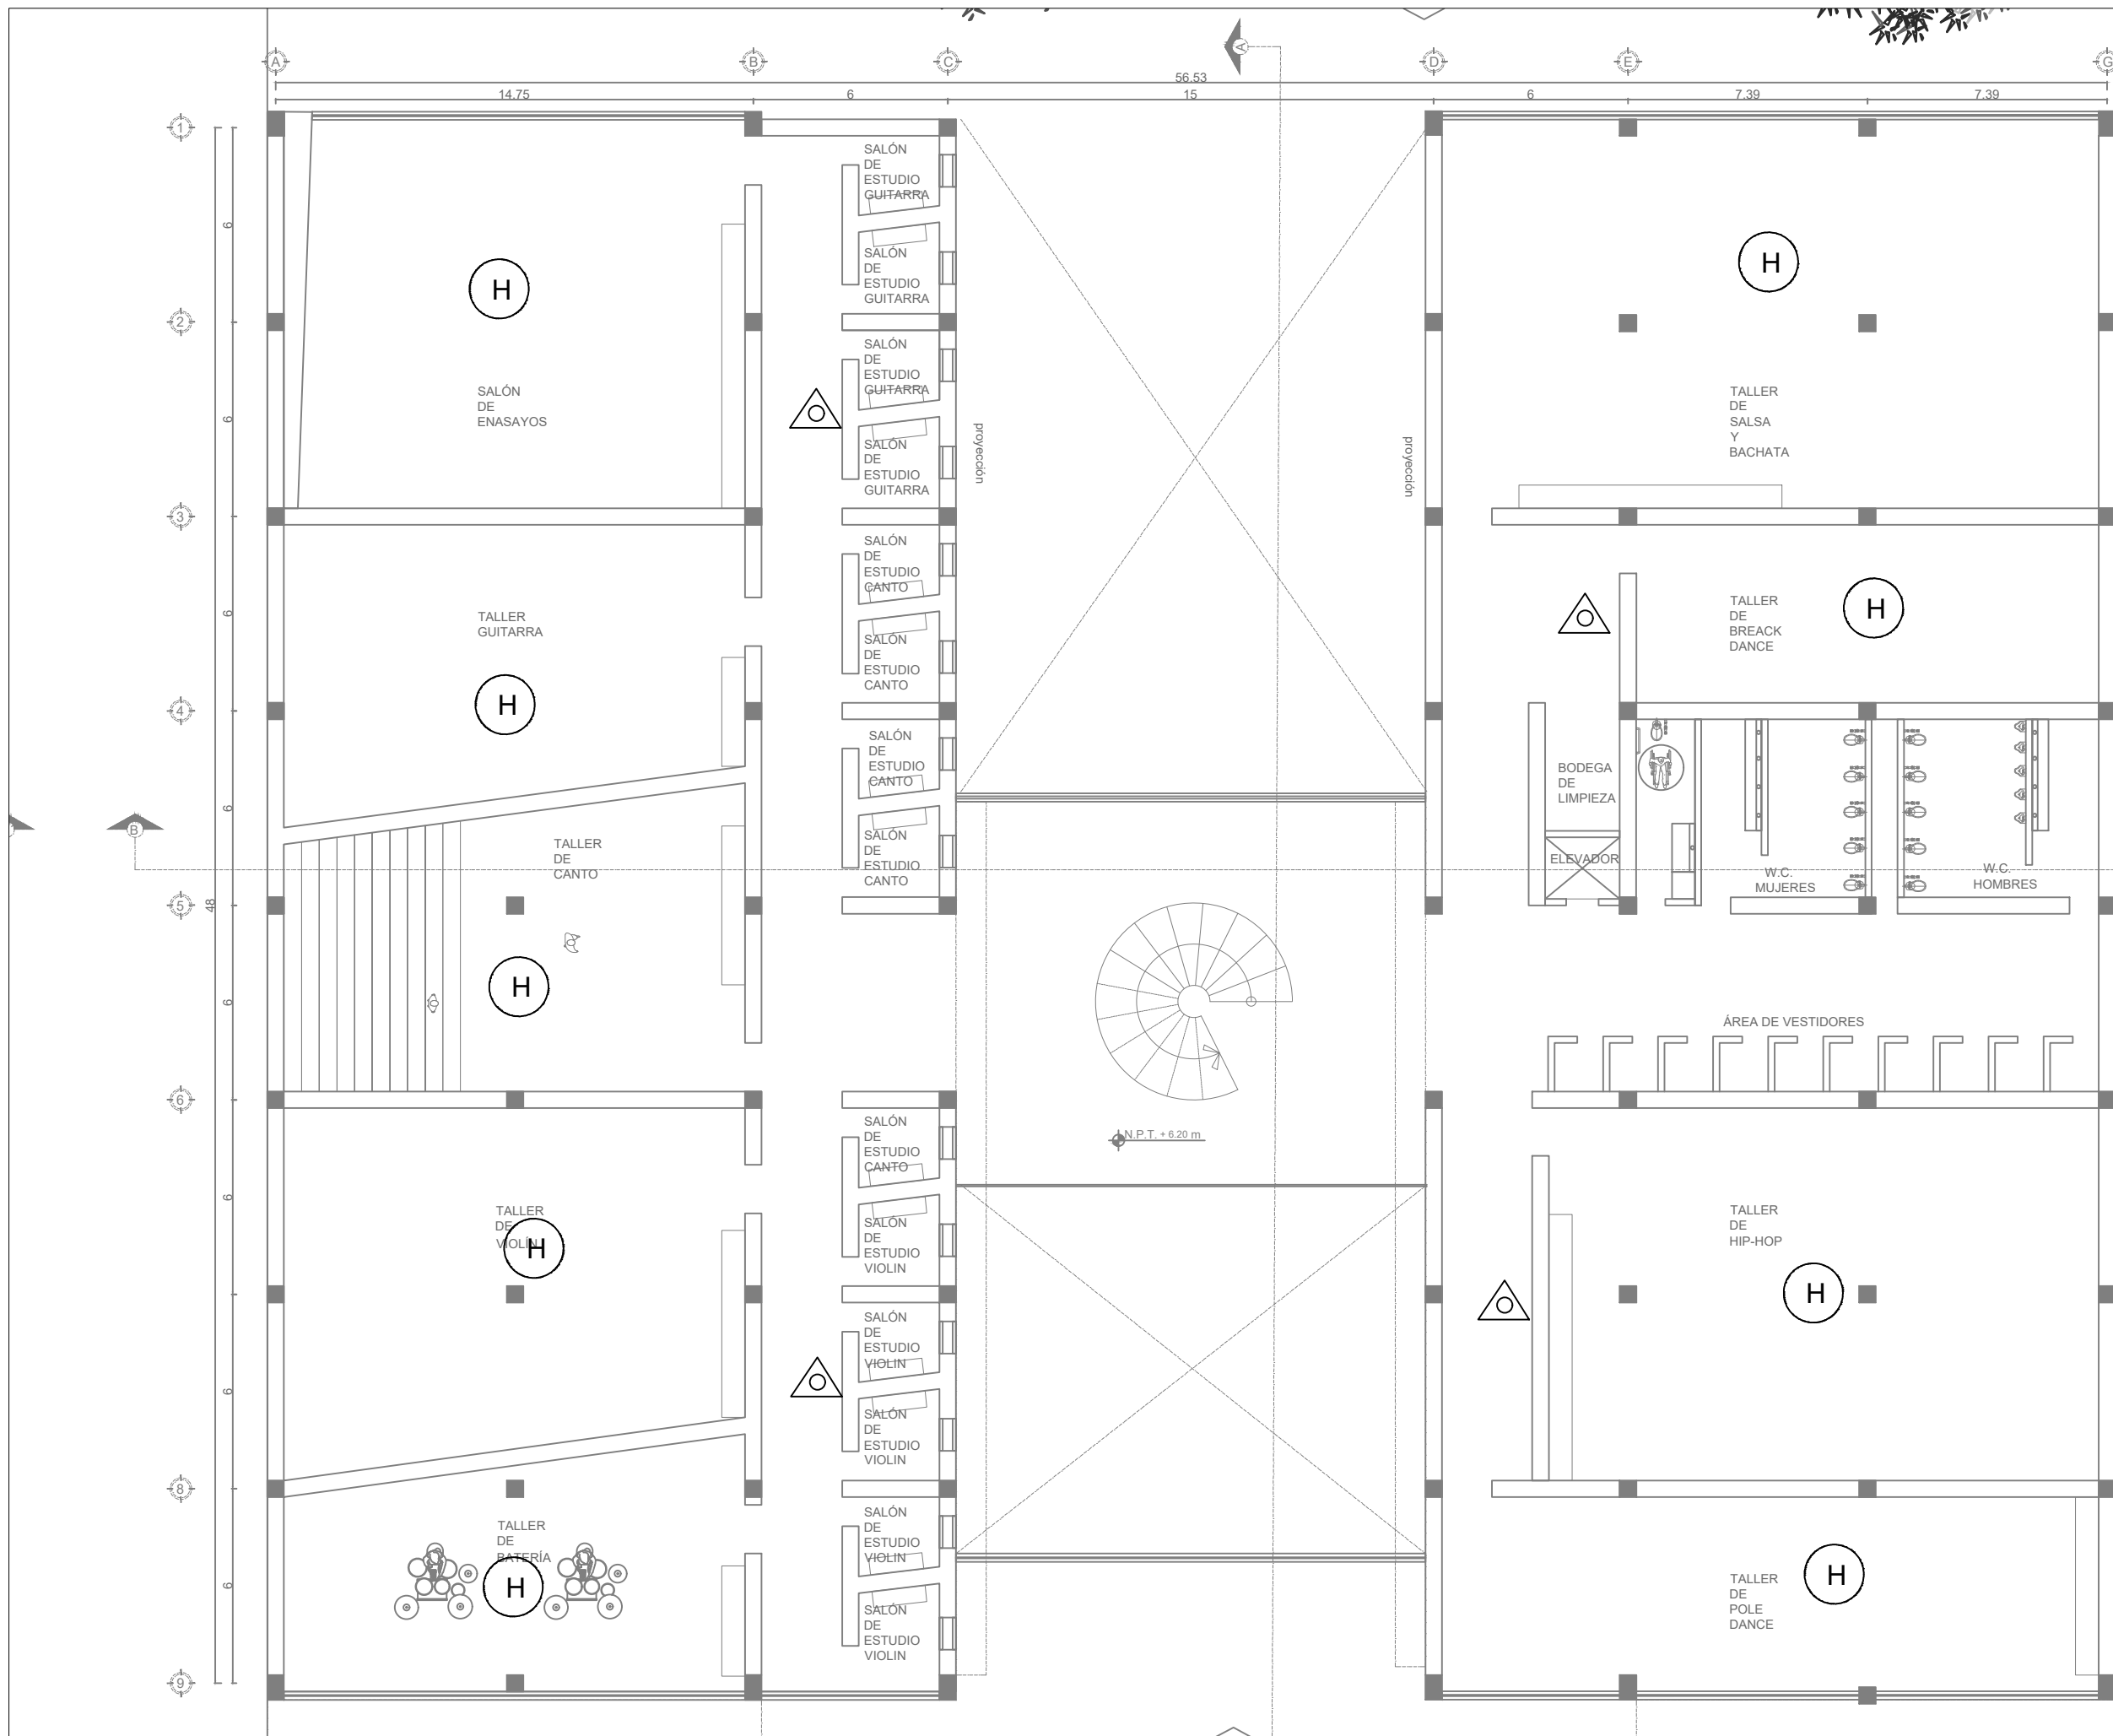 A
B
C
A
D
E
G
56.53
14.75
6
15
6
7.39
7.39
1
2
3
4
5
6
8
9
6
6
6
6
6
6
6
6
48
B
SALÓN
DE
ENASAYOS
H
TALLER
GUITARRA
H
TALLER
DE
CANTO
H
TALLER
DE
VIOLÍN
H
TALLER
DE
BATERÍA
H
SALÓN
DE
ESTUDIO
GUITARRA
SALÓN
DE
ESTUDIO
GUITARRA
SALÓN
DE
ESTUDIO
GUITARRA
SALÓN
DE
ESTUDIO
GUITARRA
SALÓN
DE
ESTUDIO
CANTO
SALÓN
DE
ESTUDIO
CANTO
SALÓN
DE
ESTUDIO
CANTO
SALÓN
DE
ESTUDIO
CANTO
SALÓN
DE
ESTUDIO
CANTO
SALÓN
DE
ESTUDIO
VIOLIN
SALÓN
DE
ESTUDIO
VIOLIN
SALÓN
DE
ESTUDIO
VIOLIN
SALÓN
DE
ESTUDIO
VIOLIN
SALÓN
DE
ESTUDIO
VIOLIN
proyección
proyección
N.P.T. + 6.20 m
H
TALLER
DE
SALSA
Y
BACHATA
TALLER
DE
BREACK
DANCE
H
BODEGA
DE
LIMPIEZA
ELEVADOR
W.C.
MUJERES
W.C.
HOMBRES
ÁREA DE VESTIDORES
TALLER
DE
HIP-HOP
H
TALLER
DE
POLE
DANCE
H